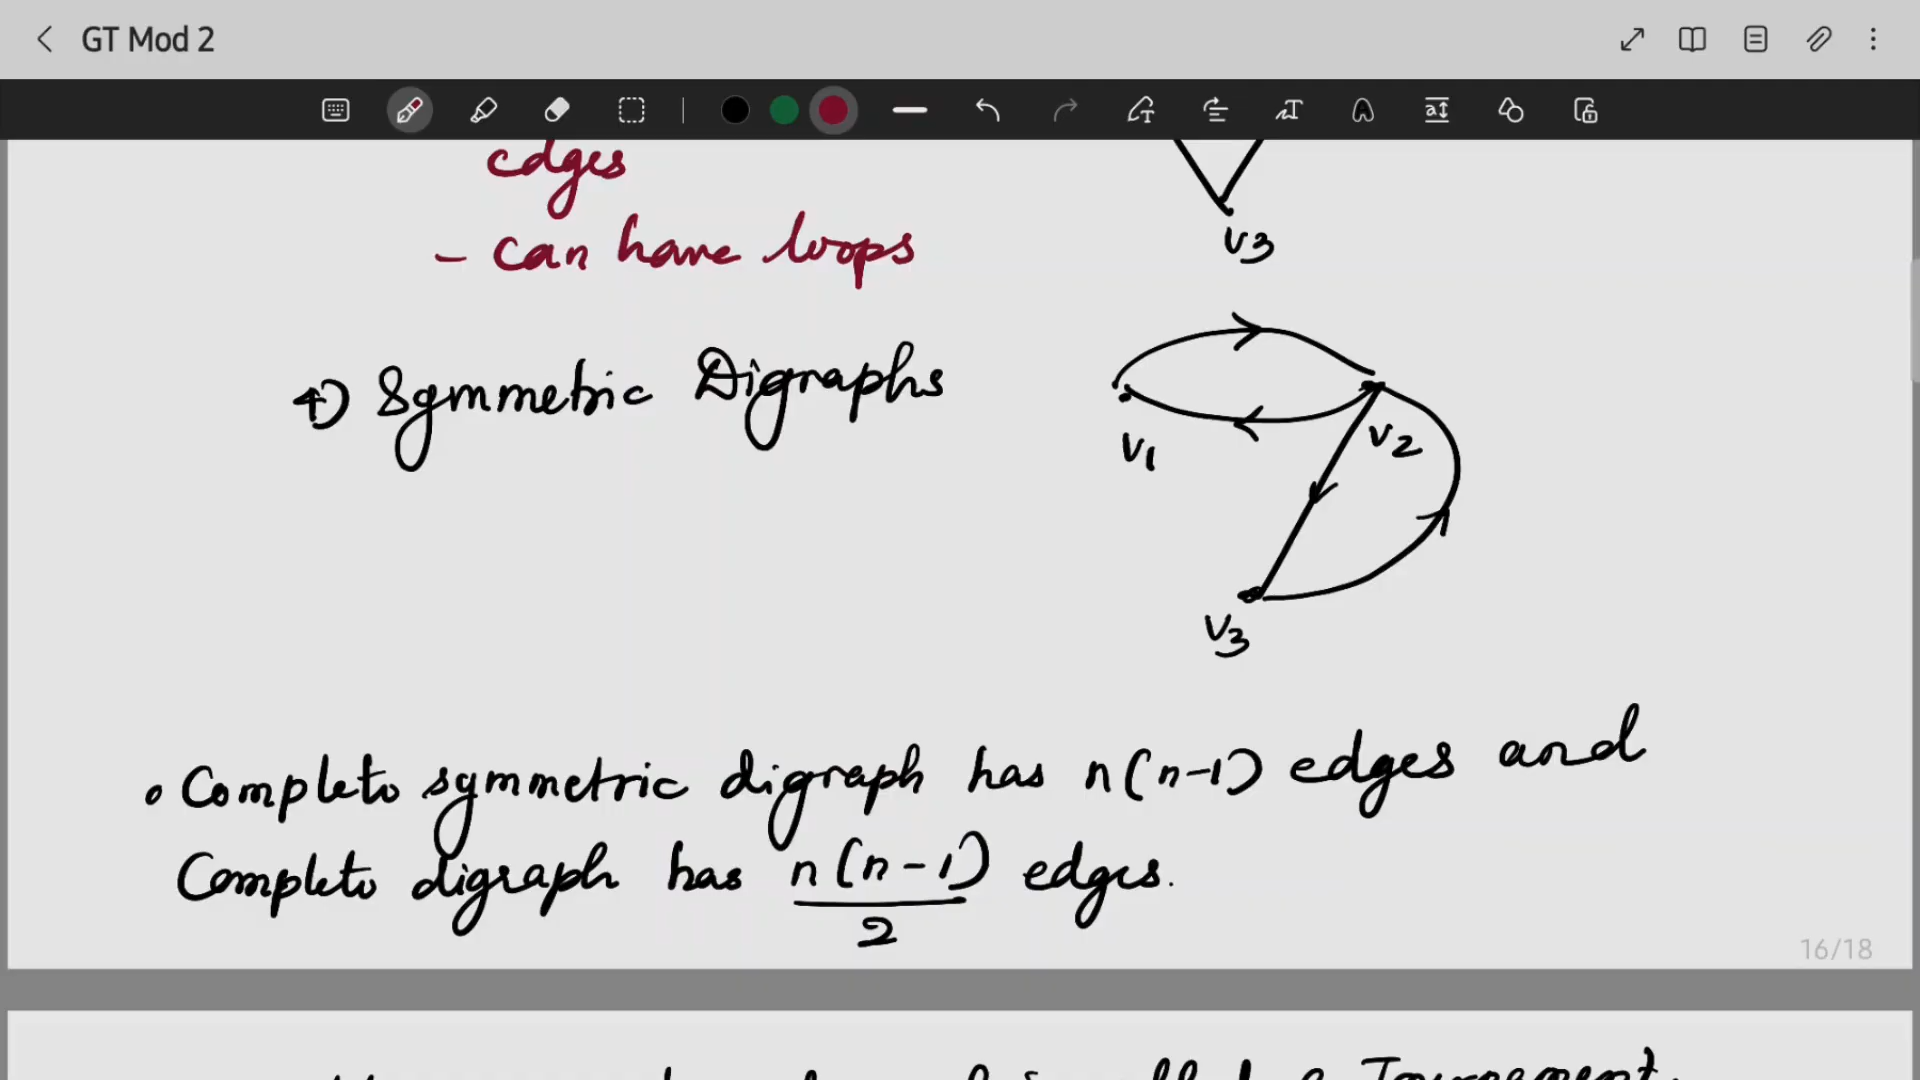 GT Mod 2
edges
- can have loops
v3
4) Symmetric Digraphs
v1
v2
v3
• Complete symmetric digraph has n(n-1) edges and
Complete digraph has n(n-1)/2 edges.
16/18
Tournament.